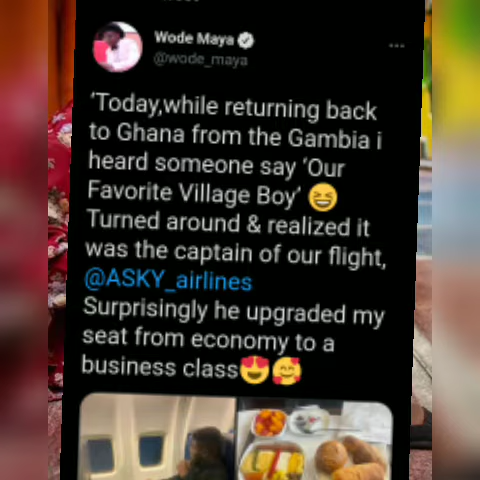 Wode Maya
@wode_maya
'Today,while returning back
to Ghana from the Gambia i
heard someone say 'Our
Favorite Village Boy' 😆
Turned around & realized it
was the captain of our flight,
@ASKY_airlines
Surprisingly he upgraded my
seat from economy to a
business class😍🥰